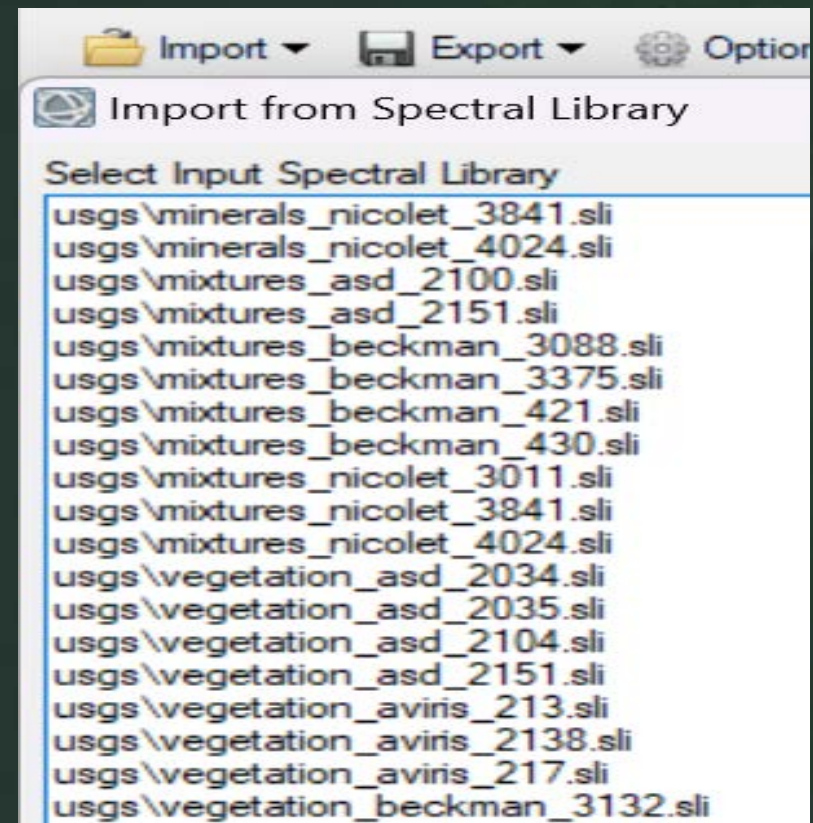 Import Export Option
Import from Spectral Library
Select Input Spectral Library
usgs\minerals_nicolet_3841.sli
usgs\minerals_nicolet_4024.sli
usgs\mixtures_asd_2100.sli
usgs\mixtures_asd_2151.sli
usgs\mixtures_beckman_3088.sli
usgs\mixtures_beckman_3375.sli
usgs\mixtures_beckman_421.sli
usgs\mixtures_beckman_430.sli
usgs\mixtures_nicolet_3011.sli
usgs\mixtures_nicolet_3841.sli
usgs\mixtures_nicolet_4024.sli
usgs\vegetation_asd_2034.sli
usgs\vegetation_asd_2035.sli
usgs\vegetation_asd_2104.sli
usgs\vegetation_asd_2151.sli
usgs\vegetation_aviris_213.sli
usgs\vegetation_aviris_2138.sli
usgs\vegetation_aviris_217.sli
usgs\vegetation_beckman_3132.sli